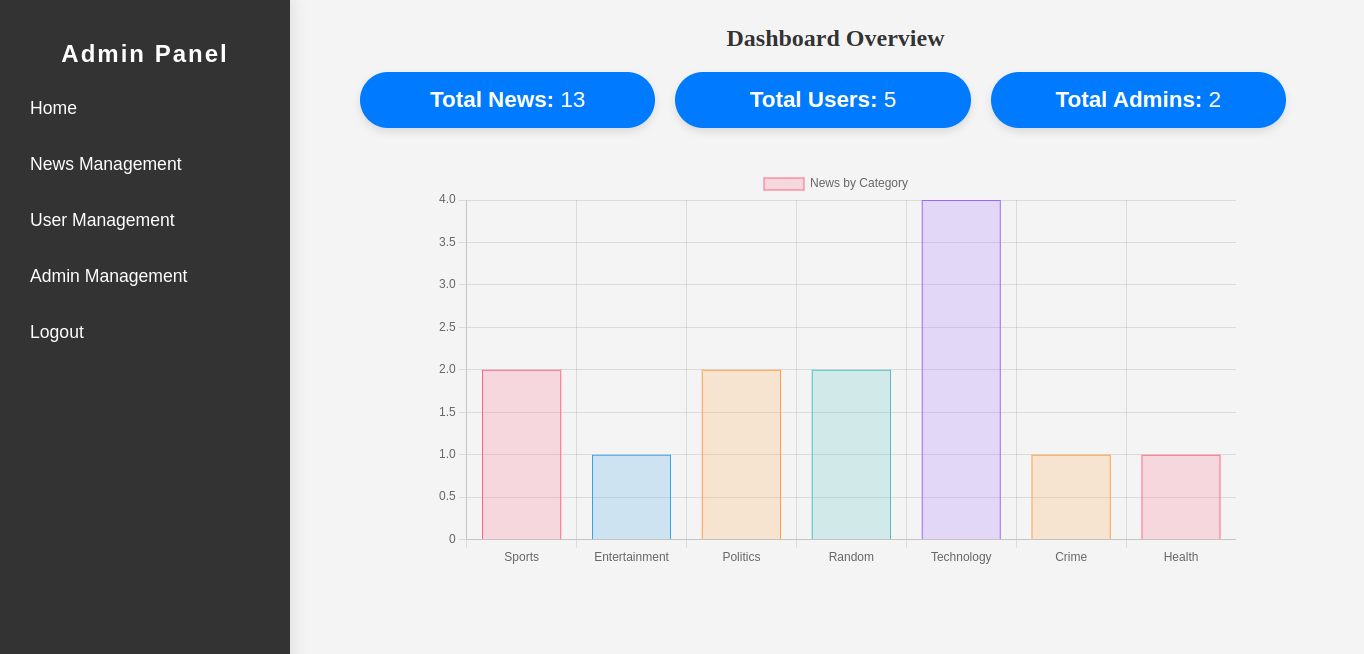 Admin Panel
Home
News Management
User Management
Admin Management
Logout
Dashboard Overview
Total News: 13
Total Users: 5
Total Admins: 2
News by Category
4.0
3.5
3.0
2.5
2.0
1.5
1.0
0.5
0
Sports
Entertainment
Politics
Random
Technology
Crime
Health